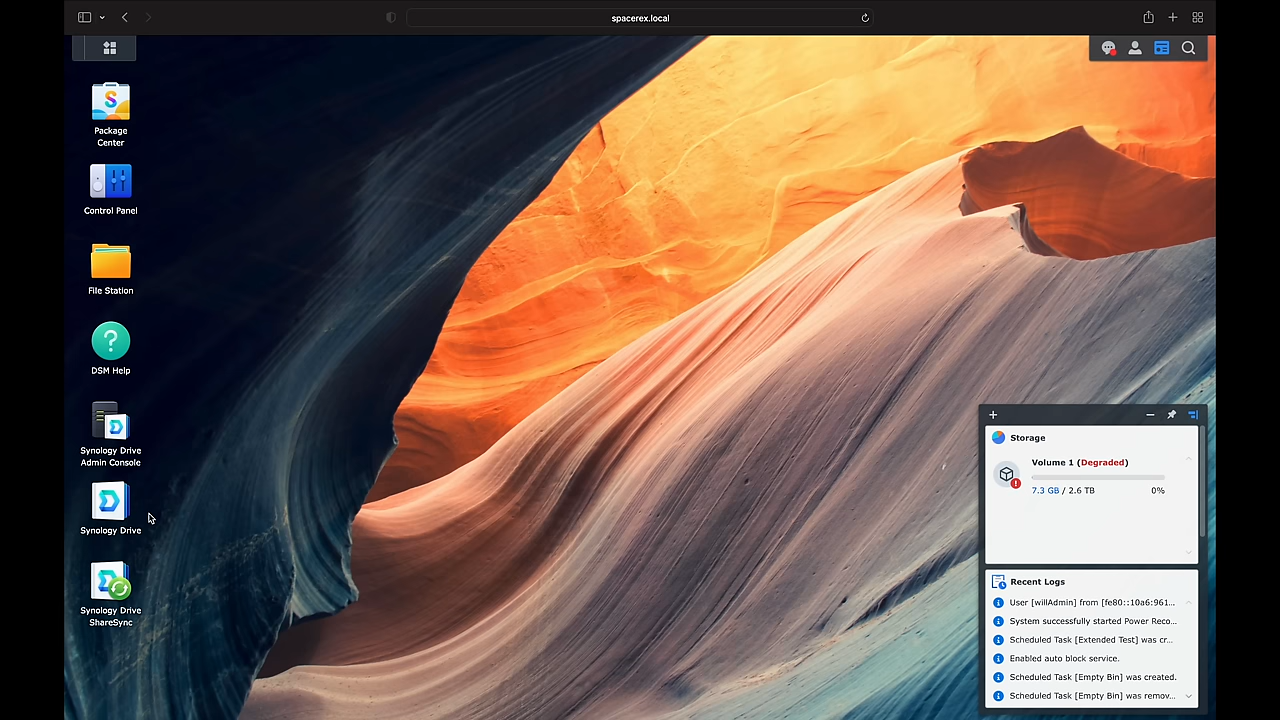 spacerex.local
Package
Center
Control Panel
File Station
DSM Help
Synology Drive
Admin Console
Synology Drive
Synology Drive
ShareSync
Storage
Volume 1 (Degraded)
7.3 GB / 2.6 TB 0%
Recent Logs
User [willAdmin] from [fe80::10a6:961...
System successfully started Power Reco...
Scheduled Task [Extended Test] was cr...
Enabled auto block service.
Scheduled Task [Empty Bin] was created.
Scheduled Task [Empty Bin] was remov...